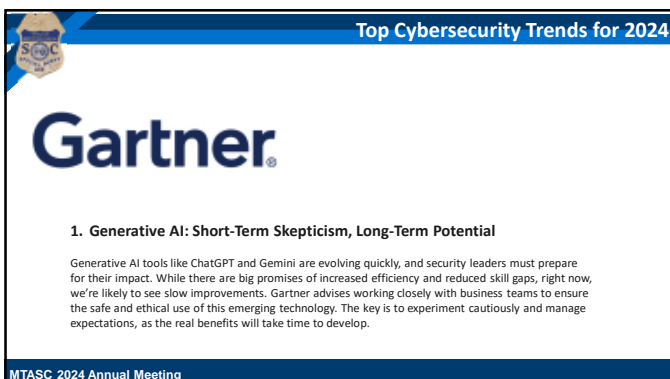 Top Cybersecurity Trends for 2024
SOC
Gartner®
1. Generative AI: Short-Term Skepticism, Long-Term Potential
Generative AI tools like ChatGPT and Gemini are evolving quickly, and security leaders must prepare
for their impact. While there are big promises of increased efficiency and reduced skill gaps, right now,
we're likely to see slow improvements. Gartner advises working closely with business teams to ensure
the safe and ethical use of this emerging technology. The key is to experiment cautiously and manage
expectations, as the real benefits will take time to develop.
MTASC 2024 Annual Meeting